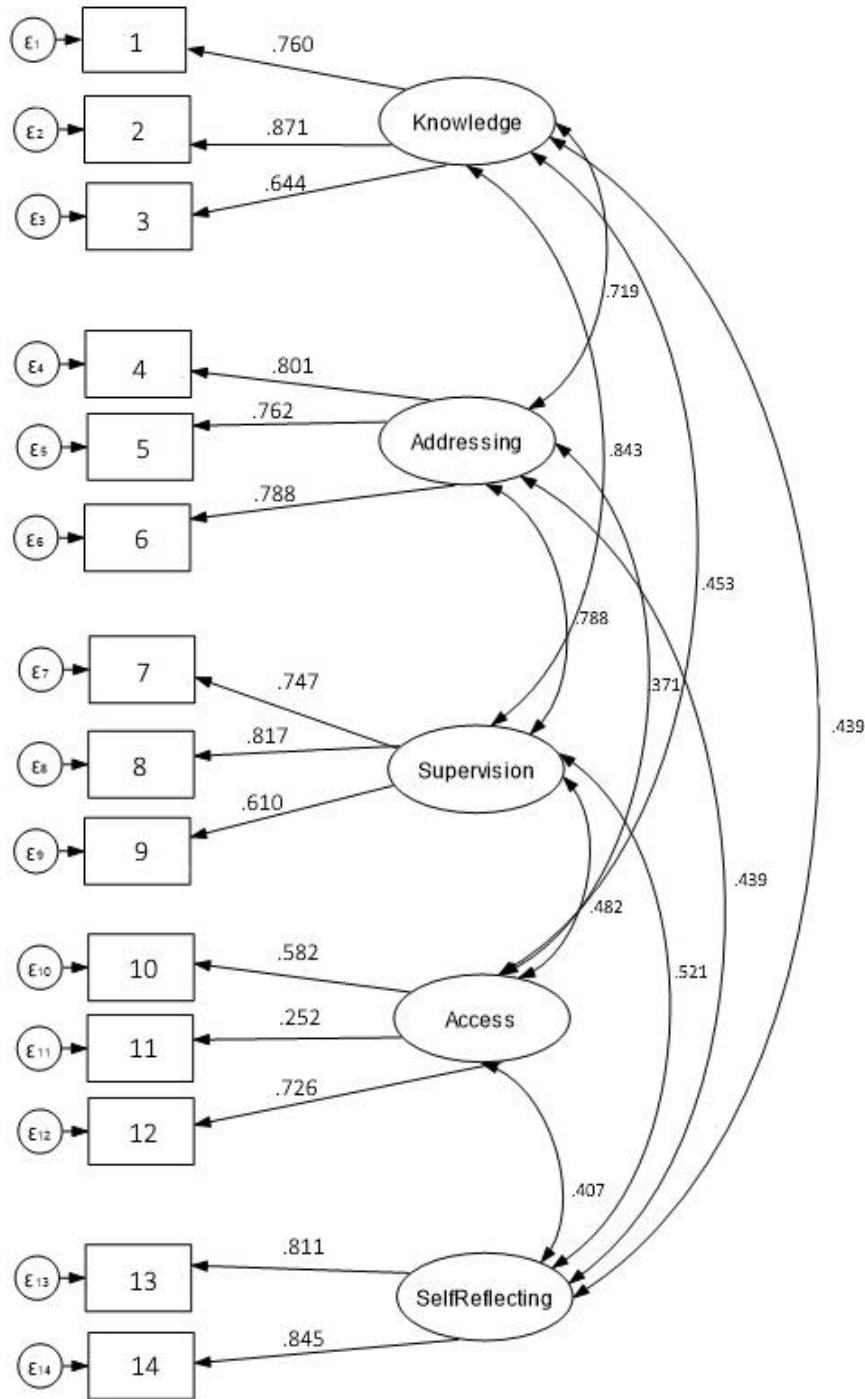 ε1
1
.760
Knowledge
ε2
2
.871
ε3
3
.644
.719
ε4
4
.801
Addressing
ε5
5
.762
.843
ε6
6
.788
.453
.788
ε7
7
.747
.371
.439
ε8
8
.817
Supervision
ε9
9
.610
.439
.482
ε10
10
.582
.521
Access
ε11
11
.252
ε12
12
.726
.407
ε13
13
.811
SelfReflecting
ε14
14
.845